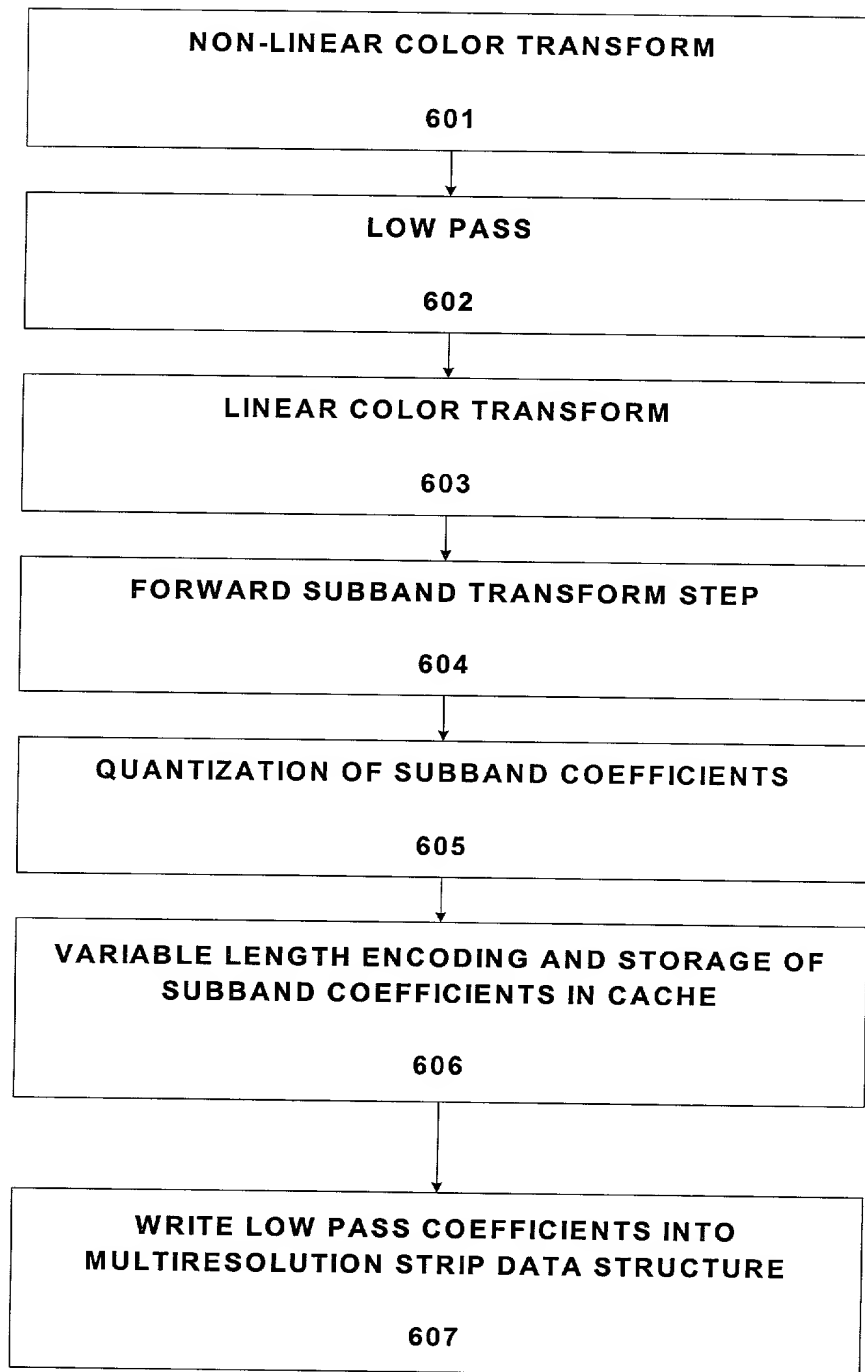 NON-LINEAR COLOR TRANSFORM
601
LOW PASS
602
LINEAR COLOR TRANSFORM
603
FORWARD SUBBAND TRANSFORM STEP
604
QUANTIZATION OF SUBBAND COEFFICIENTS
605
VARIABLE LENGTH ENCODING AND STORAGE OF
SUBBAND COEFFICIENTS IN CACHE
606
WRITE LOW PASS COEFFICIENTS INTO
MULTIRESOLUTION STRIP DATA STRUCTURE
607